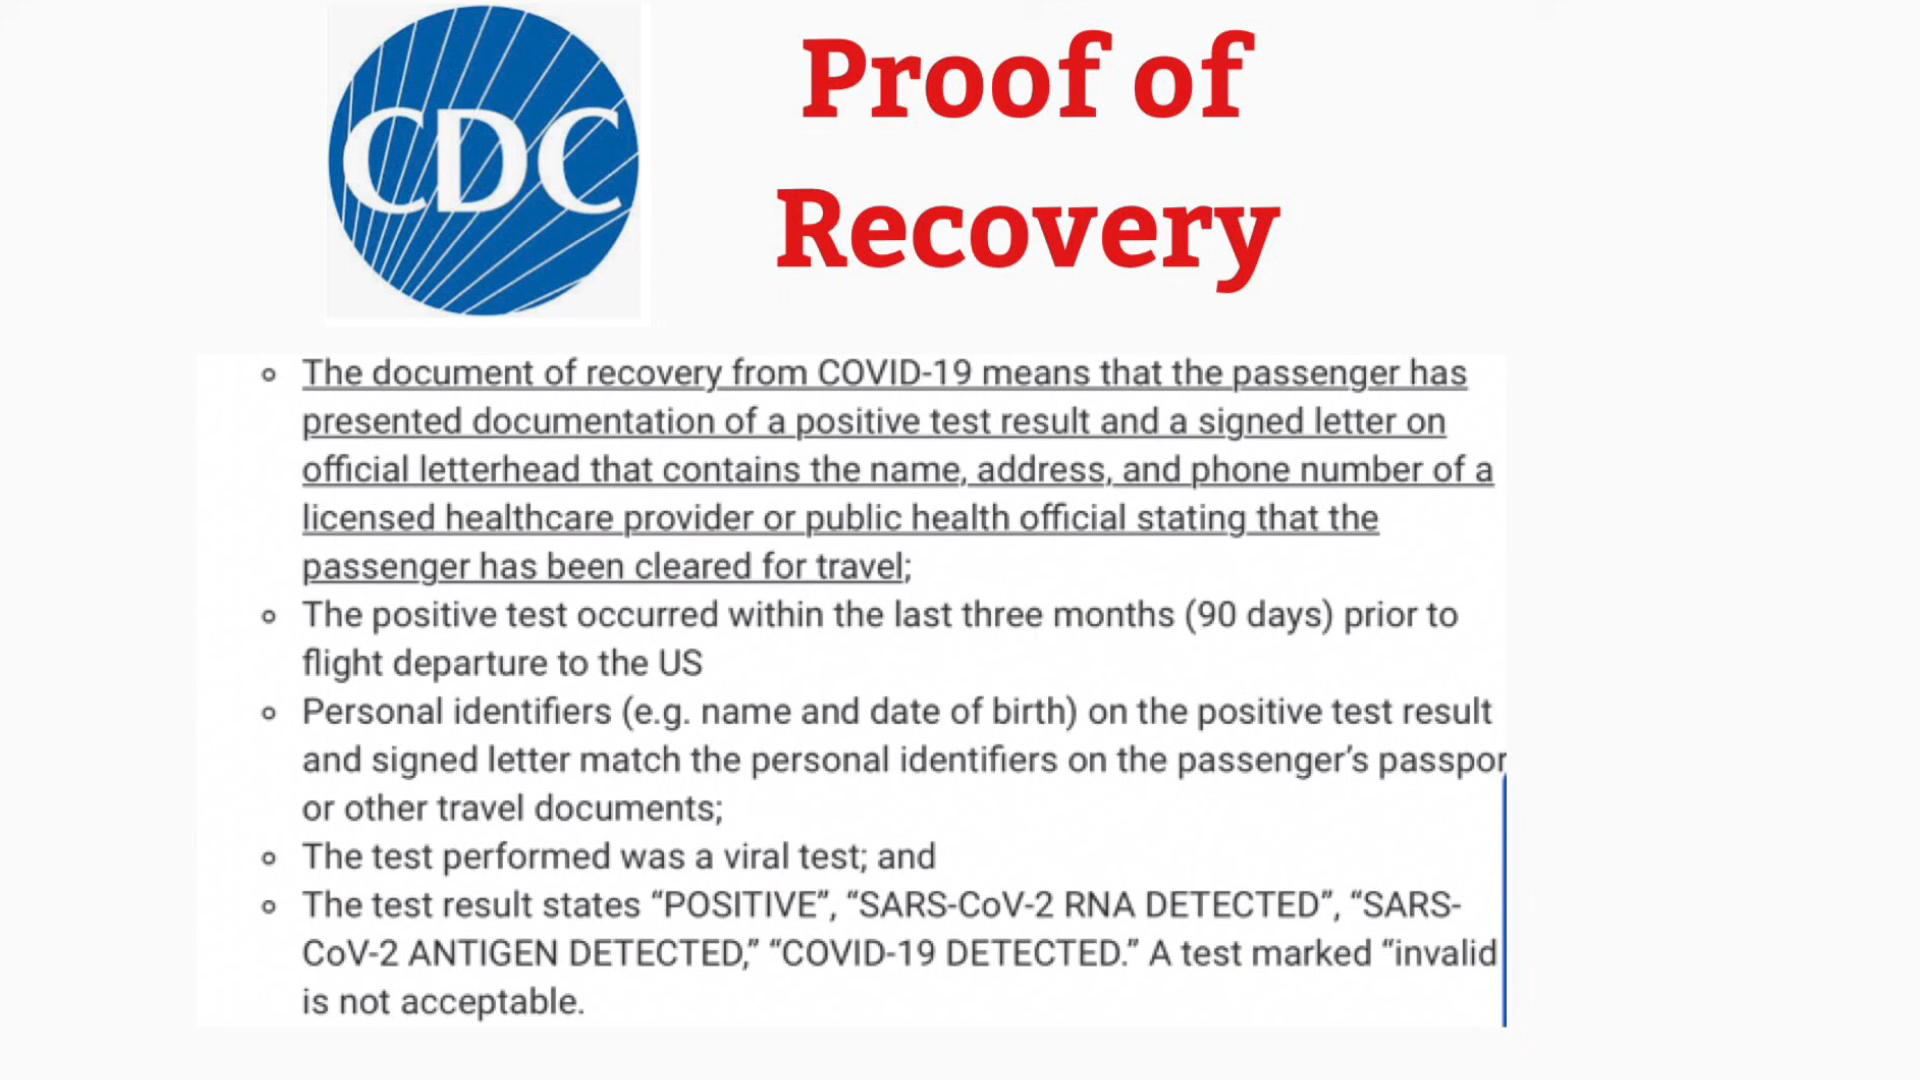 CDC
Proof of
Recovery
The document of recovery from COVID-19 means that the passenger has
presented documentation of a positive test result and a signed letter on
official letterhead that contains the name, address, and phone number of a
licensed healthcare provider or public health official stating that the
passenger has been cleared for travel;
The positive test occurred within the last three months (90 days) prior to
flight departure to the US
Personal identifiers (e.g. name and date of birth) on the positive test result
and signed letter match the personal identifiers on the passenger’s passpor
or other travel documents;
The test performed was a viral test; and
The test result states “POSITIVE”, “SARS-CoV-2 RNA DETECTED”, “SARS-
CoV-2 ANTIGEN DETECTED,” “COVID-19 DETECTED.” A test marked “invalid
is not acceptable.